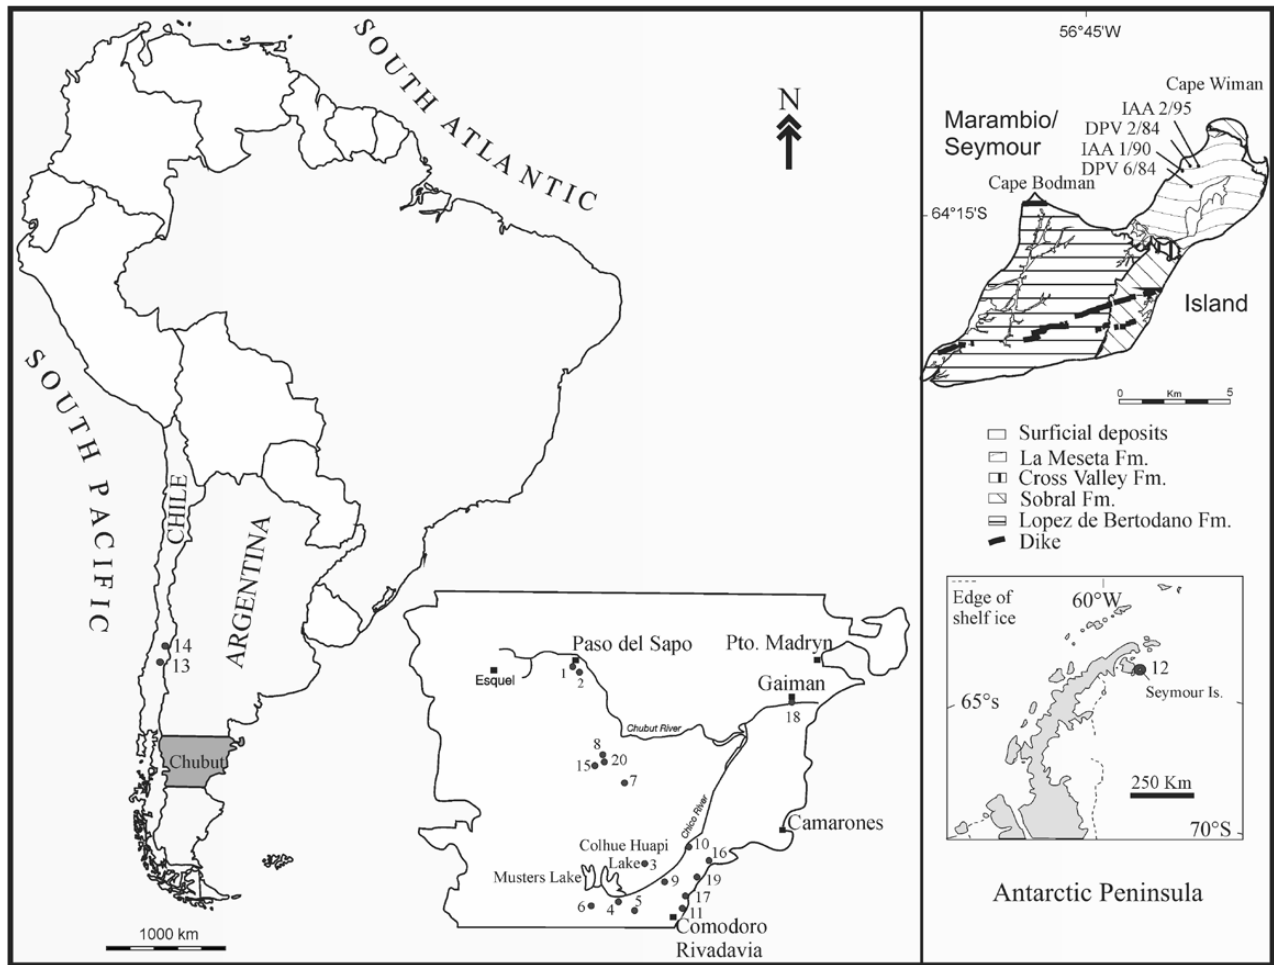 SOUTH ATLANTIC
N
SOUTH PACIFIC
CHILE
ARGENTINA
14
13
Chubut
1000 km
Paso del Sapo
Pto. Madryn
Esquel
1
2
Gaiman
18
Chubut River
8
20
15
7
Chico River
Camarones
Colhue Huapi
Lake
3
10
16
Musters Lake
9
19
6
4
5
17
11
Comodoro
Rivadavia
56°45'W
Cape Wiman
IAA 2/95
DPV 2/84
IAA 1/90
DPV 6/84
Marambio/
Seymour
Cape Bodman
64°15'S
Island
0 Km 5
Surficial deposits
La Meseta Fm.
Cross Valley Fm.
Sobral Fm.
Lopez de Bertodano Fm.
Dike
Edge of
shelf ice
60°W
12
Seymour Is.
65°s
250 Km
70°S
Antarctic Peninsula